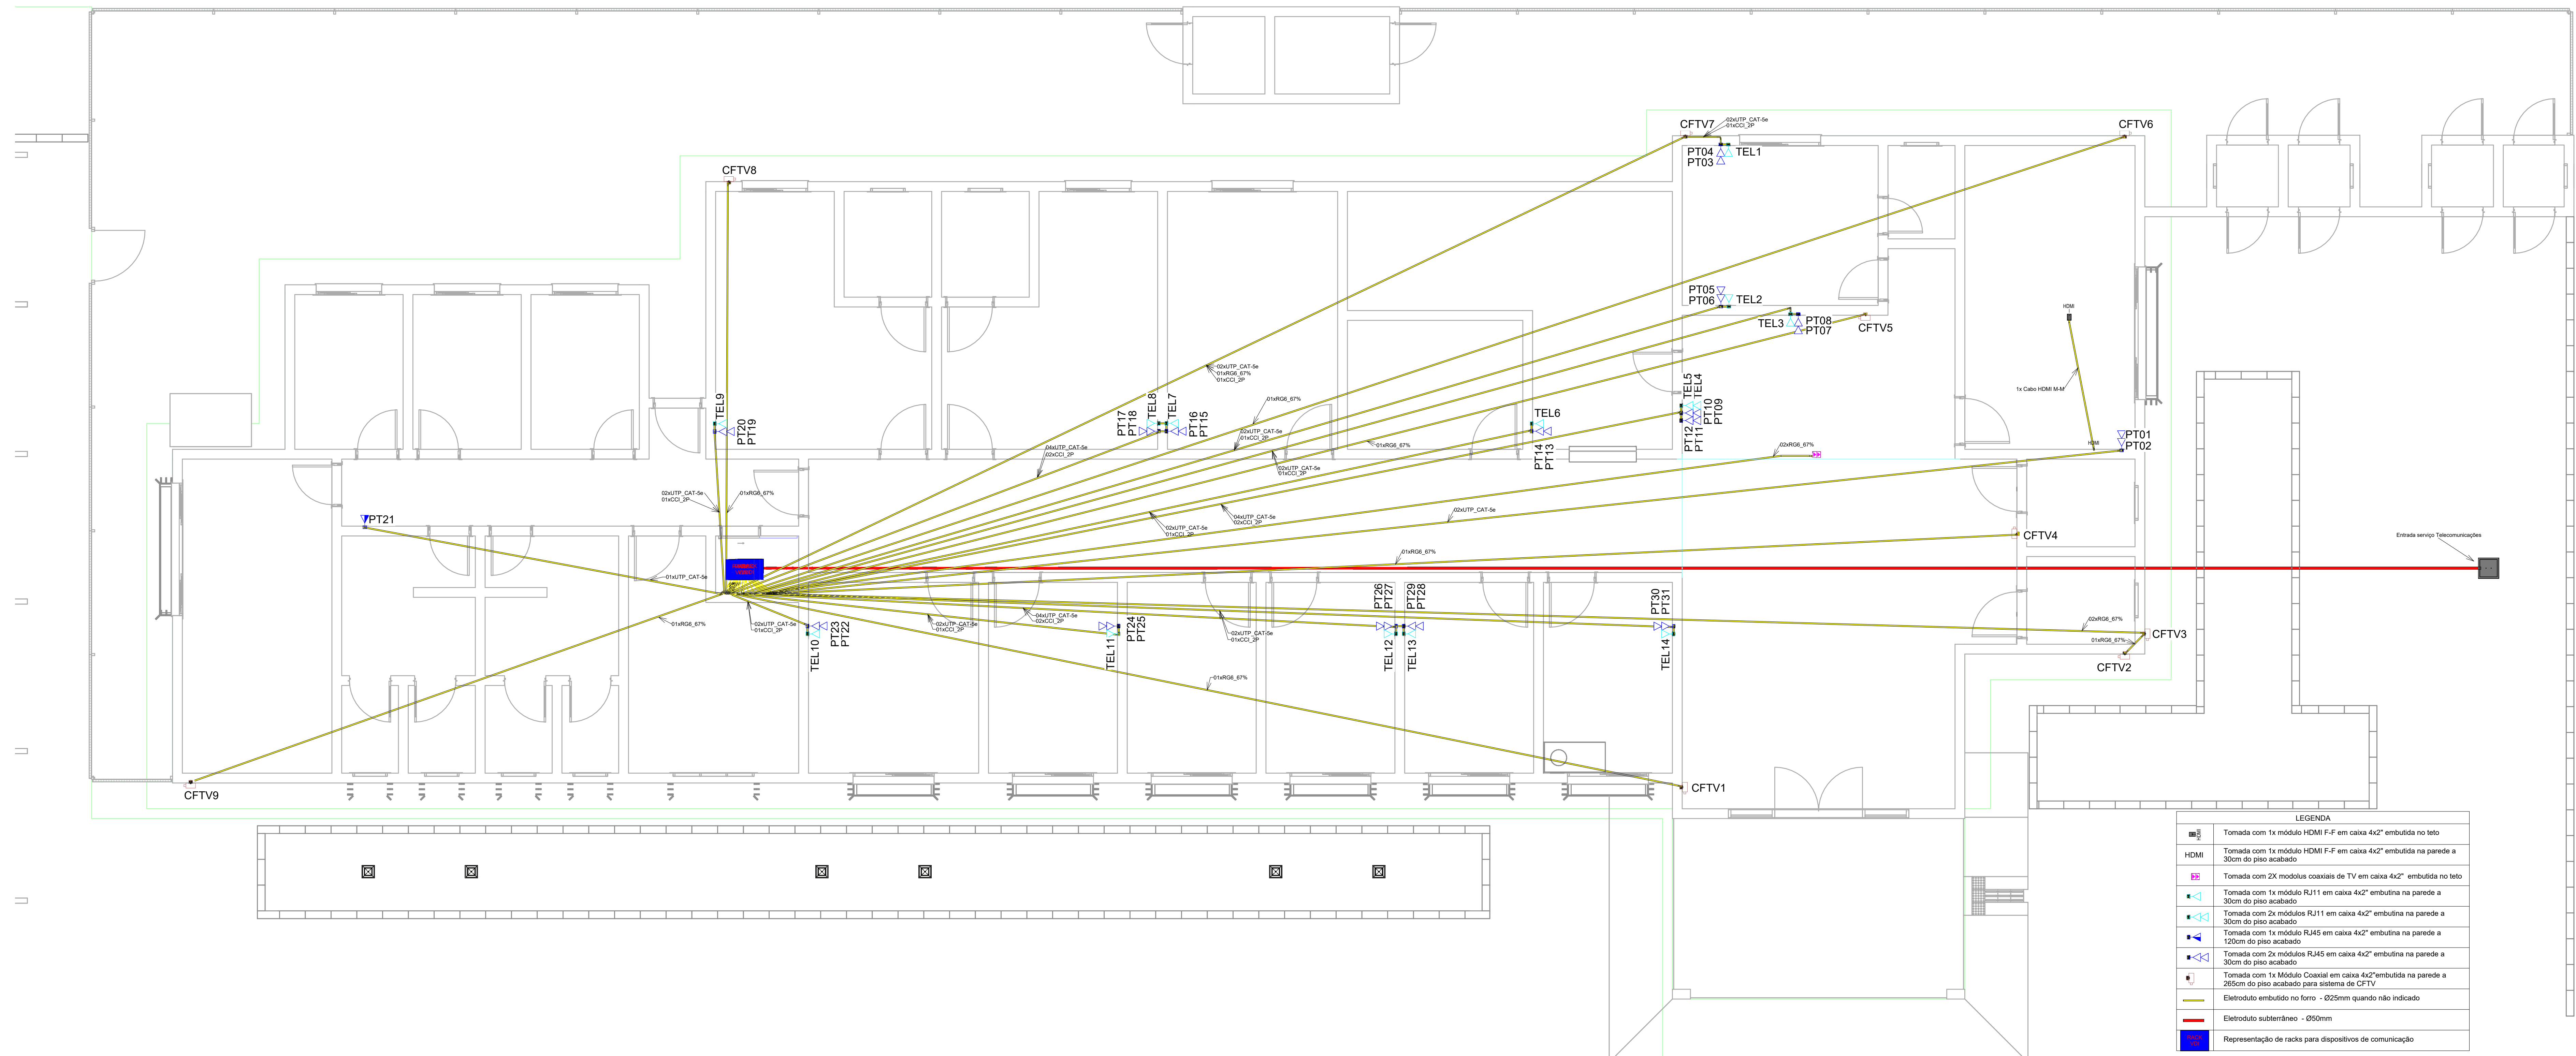 CFTV7
02xUTP_CAT-5e
01xCCI_2P
CFTV6
PT04
TEL1
PT03
CFTV8
PT05
PT06
TEL2
HDMI
TEL3
PT08
PT07
CFTV5
02xUTP_CAT-5e
01xRG6_67%
01xCCI_2P
1x Cabo HDMI M-M
01xRG6_67%
TEL9
PT20
PT19
PT17
PT18
TEL8
TEL7
PT16
PT15
TEL6
TEL5
TEL4
PT10
PT09
PT12
PT11
PT14
PT13
02xUTP_CAT-5e
01xCCI_2P
01xRG6_67%
02xRG6_67%
PT01
PT02
HDMI
04xUTP_CAT-5e
02xCCI_2P
02xUTP_CAT-5e
01xCCI_2P
02xUTP_CAT-5e
01xCCI_2P
01xRG6_67%
04xUTP_CAT-5e
02xCCI_2P
02xUTP_CAT-5e
01xCCI_2P
02xUTP_CAT-5e
PT21
CFTV4
Entrada serviço Telecomunicações
01xRG6_67%
01xUTP_CAT-5e
01xRG6_67%
02xUTP_CAT-5e
01xCCI_2P
TEL10
PT23
PT22
02xUTP_CAT-5e
01xCCI_2P
04xUTP_CAT-5e
02xCCI_2P
TEL11
PT24
PT25
02xUTP_CAT-5e
01xCCI_2P
PT26
PT27
PT29
PT28
TEL12
TEL13
PT30
PT31
TEL14
02xRG6_67%
CFTV3
01xRG6_67%
CFTV2
01xRG6_67%
CFTV9
CFTV1
LEGENDA
HDMI
Tomada com 1x módulo HDMI F-F em caixa 4x2" embutida no teto
HDMI
Tomada com 1x módulo HDMI F-F em caixa 4x2" embutida na parede a
30cm do piso acabado
Tomada com 2X modolus coaxiais de TV em caixa 4x2" embutida no teto
Tomada com 1x módulo RJ11 em caixa 4x2" embutina na parede a
30cm do piso acabado
Tomada com 2x módulos RJ11 em caixa 4x2" embutina na parede a
30cm do piso acabado
Tomada com 1x módulo RJ45 em caixa 4x2" embutina na parede a
120cm do piso acabado
Tomada com 2x módulos RJ45 em caixa 4x2" embutina na parede a
30cm do piso acabado
Tomada com 1x Módulo Coaxial em caixa 4x2"embutida na parede a
265cm do piso acabado para sistema de CFTV
Eletroduto embutido no forro - Ø25mm quando não indicado
Eletroduto subterrâneo - Ø50mm
Representação de racks para dispositivos de comunicação